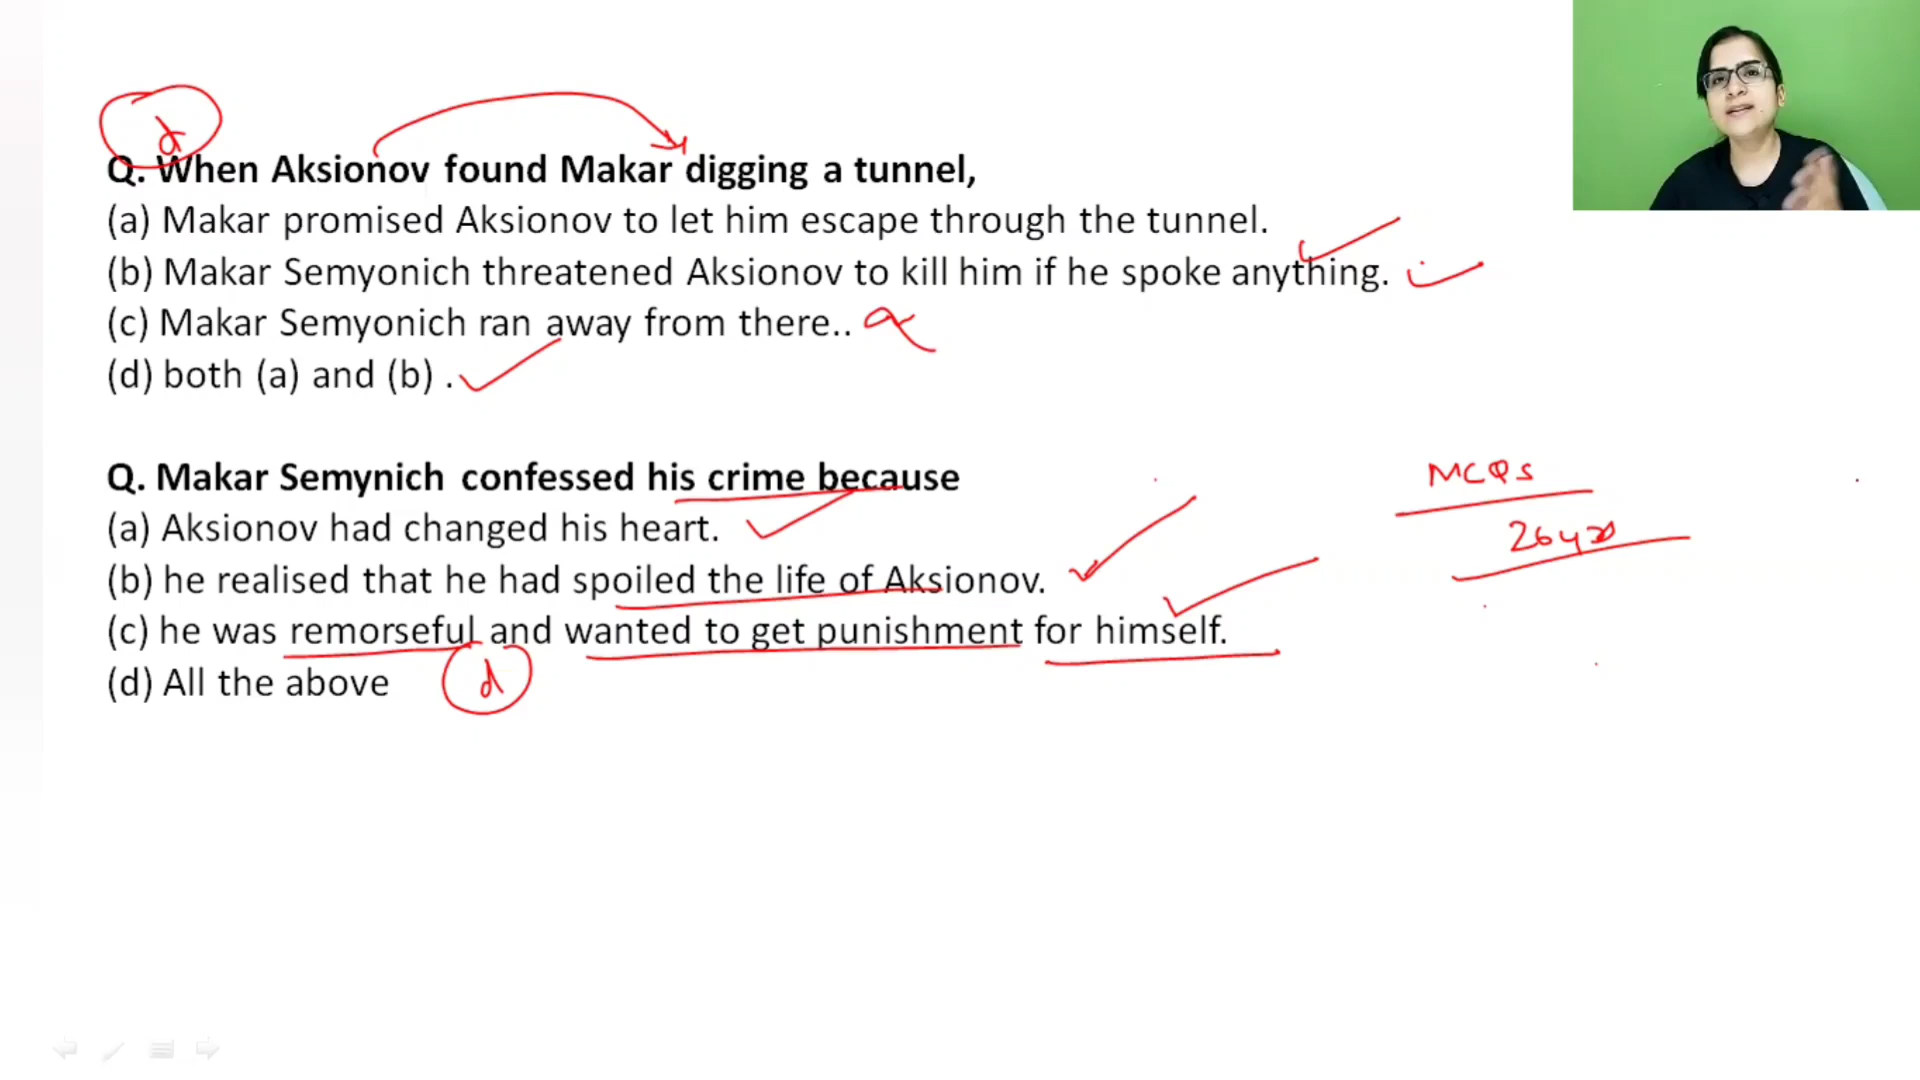 d
Q. When Aksionov found Makar digging a tunnel,
(a) Makar promised Aksionov to let him escape through the tunnel.
(b) Makar Semyonich threatened Aksionov to kill him if he spoke anything.
(c) Makar Semyonich ran away from there..
(d) both (a) and (b) .
Q. Makar Semynich confessed his crime because
(a) Aksionov had changed his heart.
(b) he realised that he had spoiled the life of Aksionov.
(c) he was remorseful and wanted to get punishment for himself.
(d) All the above
d
MCQs